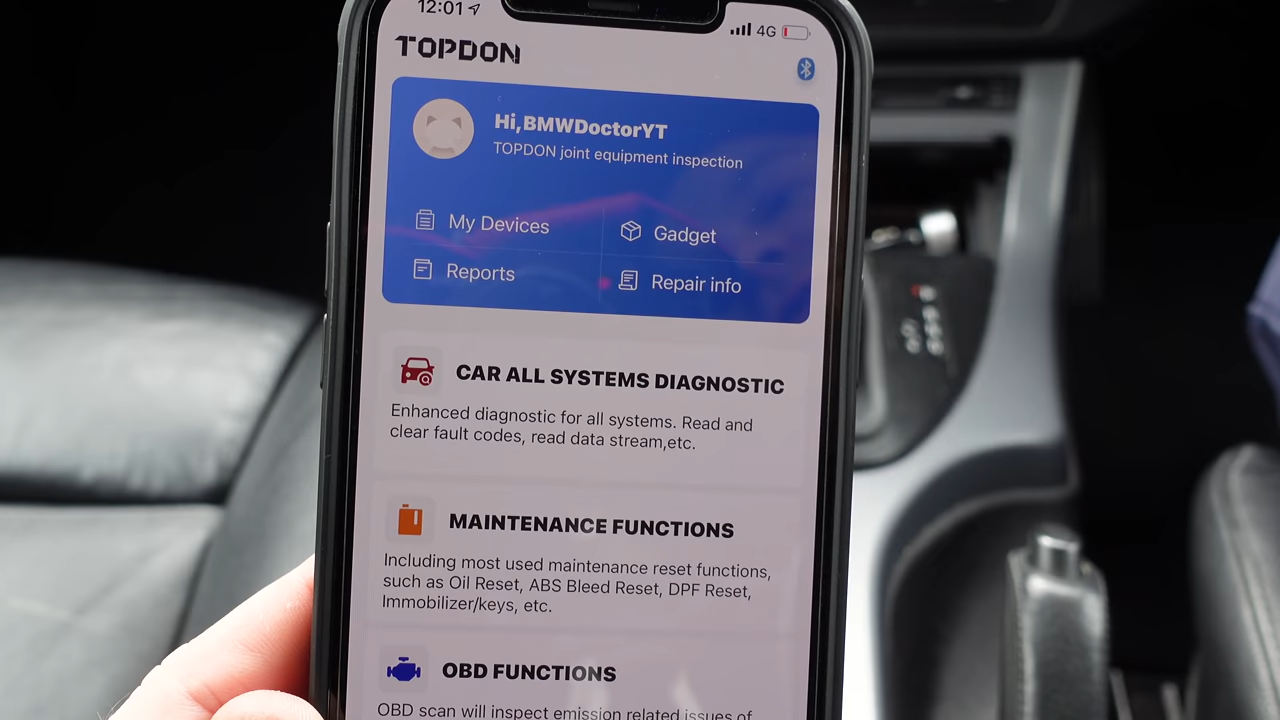 12:01
4G
TOPDON
Hi,BMWDoctorYT
TOPDON joint equipment inspection
My Devices
Gadget
Reports
Repair info
CAR ALL SYSTEMS DIAGNOSTIC
Enhanced diagnostic for all systems. Read and
clear fault codes, read data stream,etc.
MAINTENANCE FUNCTIONS
Including most used maintenance reset functions,
such as Oil Reset, ABS Bleed Reset, DPF Reset,
Immobilizer/keys, etc.
OBD FUNCTIONS
OBD scan will inspect emission related issues of